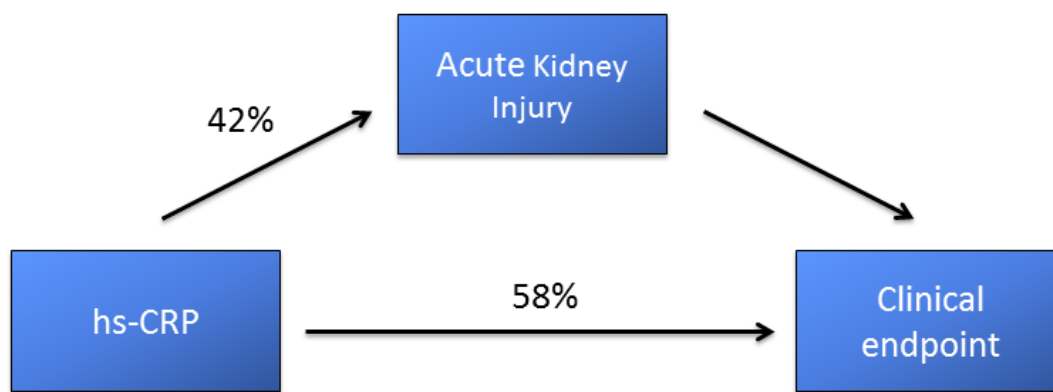 Acute Kidney
Injury
42%
hs-CRP
58%
Clinical
endpoint